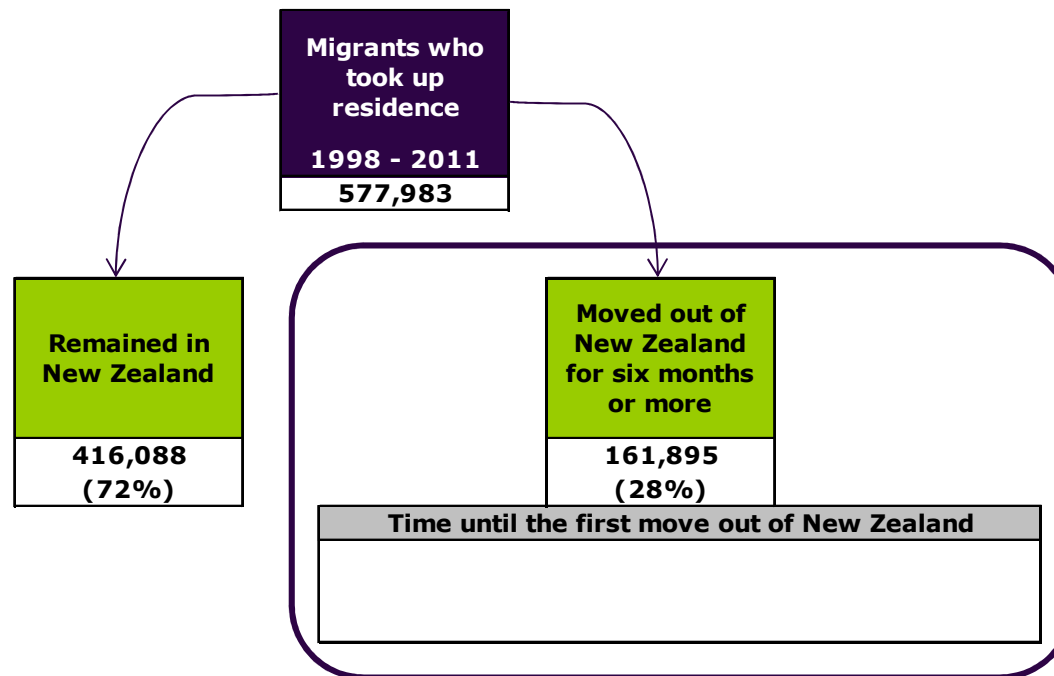 Migrants who
took up
residence
1998 - 2011
577,983
Remained in
New Zealand
416,088
(72%)
Moved out of
New Zealand
for six months
or more
161,895
(28%)
Time until the first move out of New Zealand